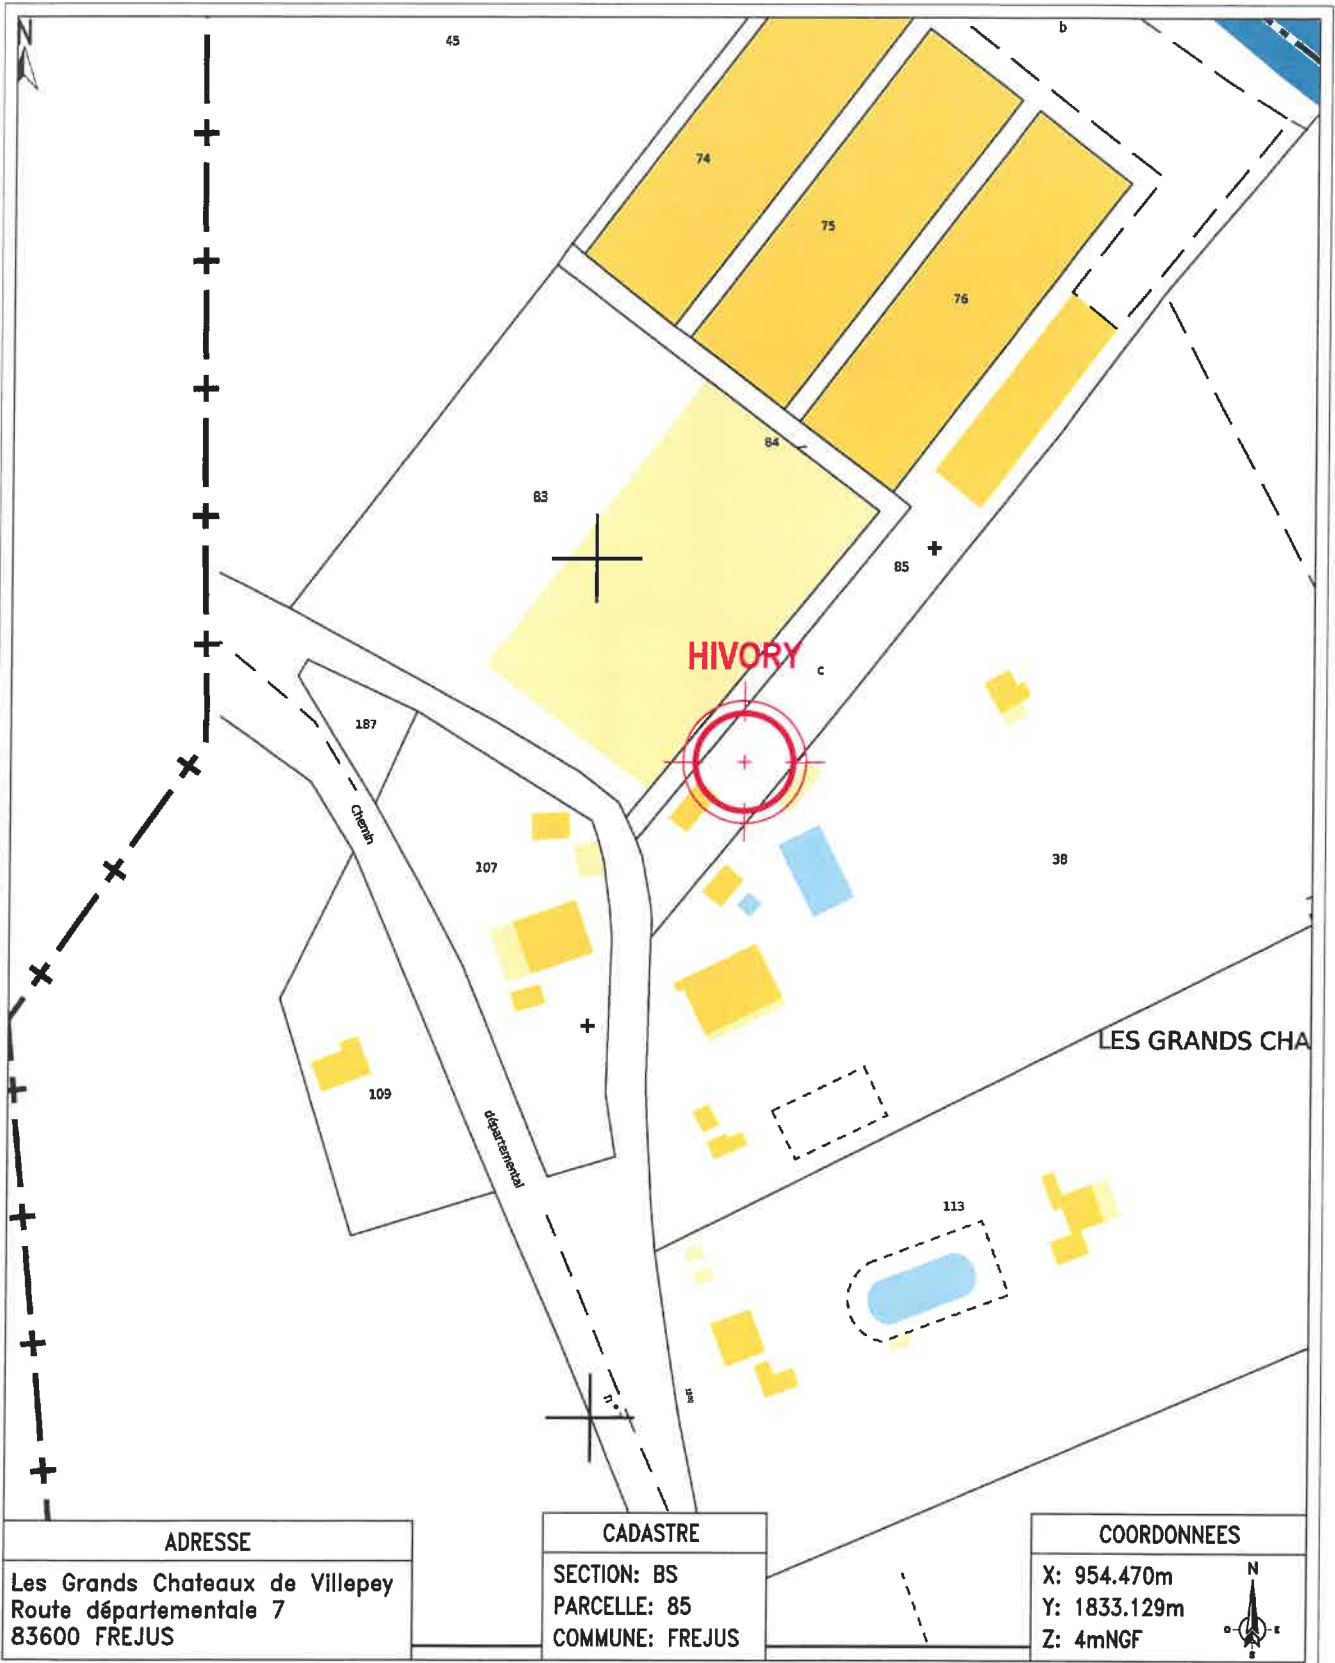 N
45
b
74
75
76
84
83
85
HIVORY
c
187
Chemin
107
38
LES GRANDS CHA
109
départemental
113
n°
ADRESSE
Les Grands Chateaux de Villepey
Route départementale 7
83600 FREJUS
CADASTRE
SECTION: BS
PARCELLE: 85
COMMUNE: FREJUS
COORDONNEES
X: 954.470m
Y: 1833.129m
Z: 4mNGF
N
O E
S